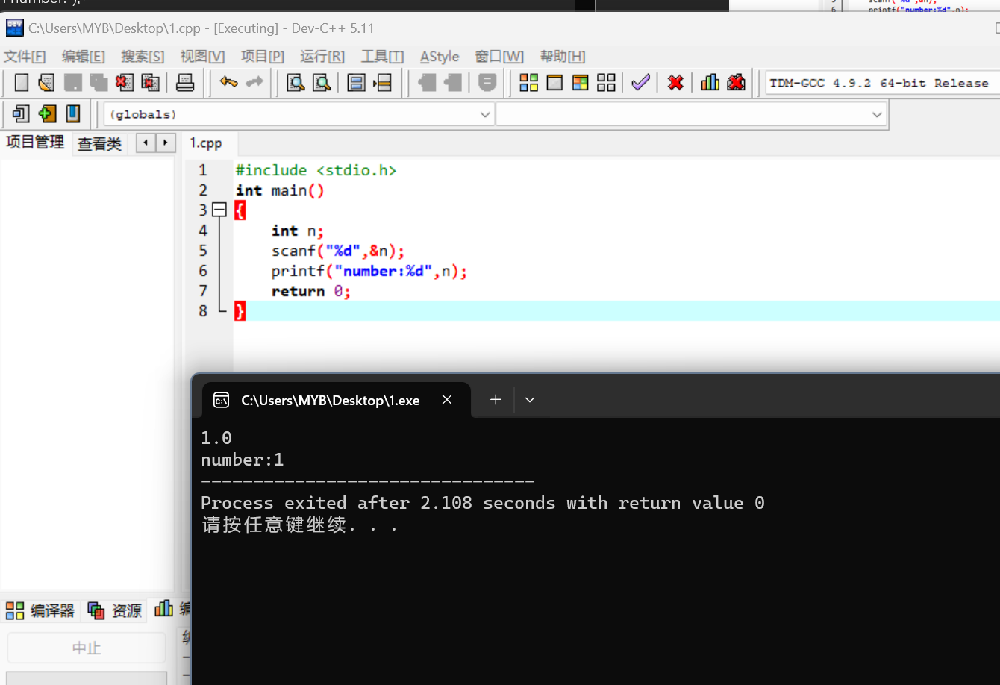 scanf("%d",&n);
6 printf("number:%d",n);
C:\Users\MYB\Desktop\1.cpp - [Executing] - Dev-C++ 5.11
文件[F] 编辑[E] 搜索[S] 视图[V] 项目[P] 运行[R] 工具[T] AStyle 窗口[W] 帮助[H]
TDM-GCC 4.9.2 64-bit Release
(globals)
项目管理 查看类 1.cpp
1 #include <stdio.h>
2 int main()
3 {
4 int n;
5 scanf("%d",&n);
6 printf("number:%d",n);
7 return 0;
8 }
C:\Users\MYB\Desktop\1.exe
1.0
number:1
--------------------------------
Process exited after 2.108 seconds with return value 0
请按任意键继续. . .
编译器 资源 编
中止